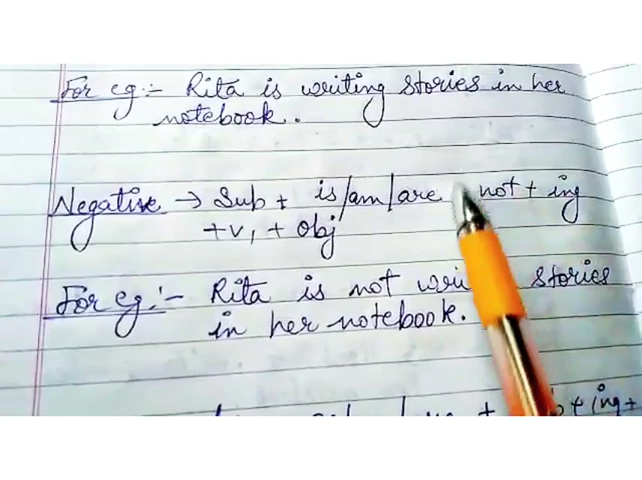 For eg:- Rita is writing stories in her
notebook.
Negative → Sub + is/am/are not + ing
+ v1 + obj
For eg:- Rita is not stories
in her notebook.